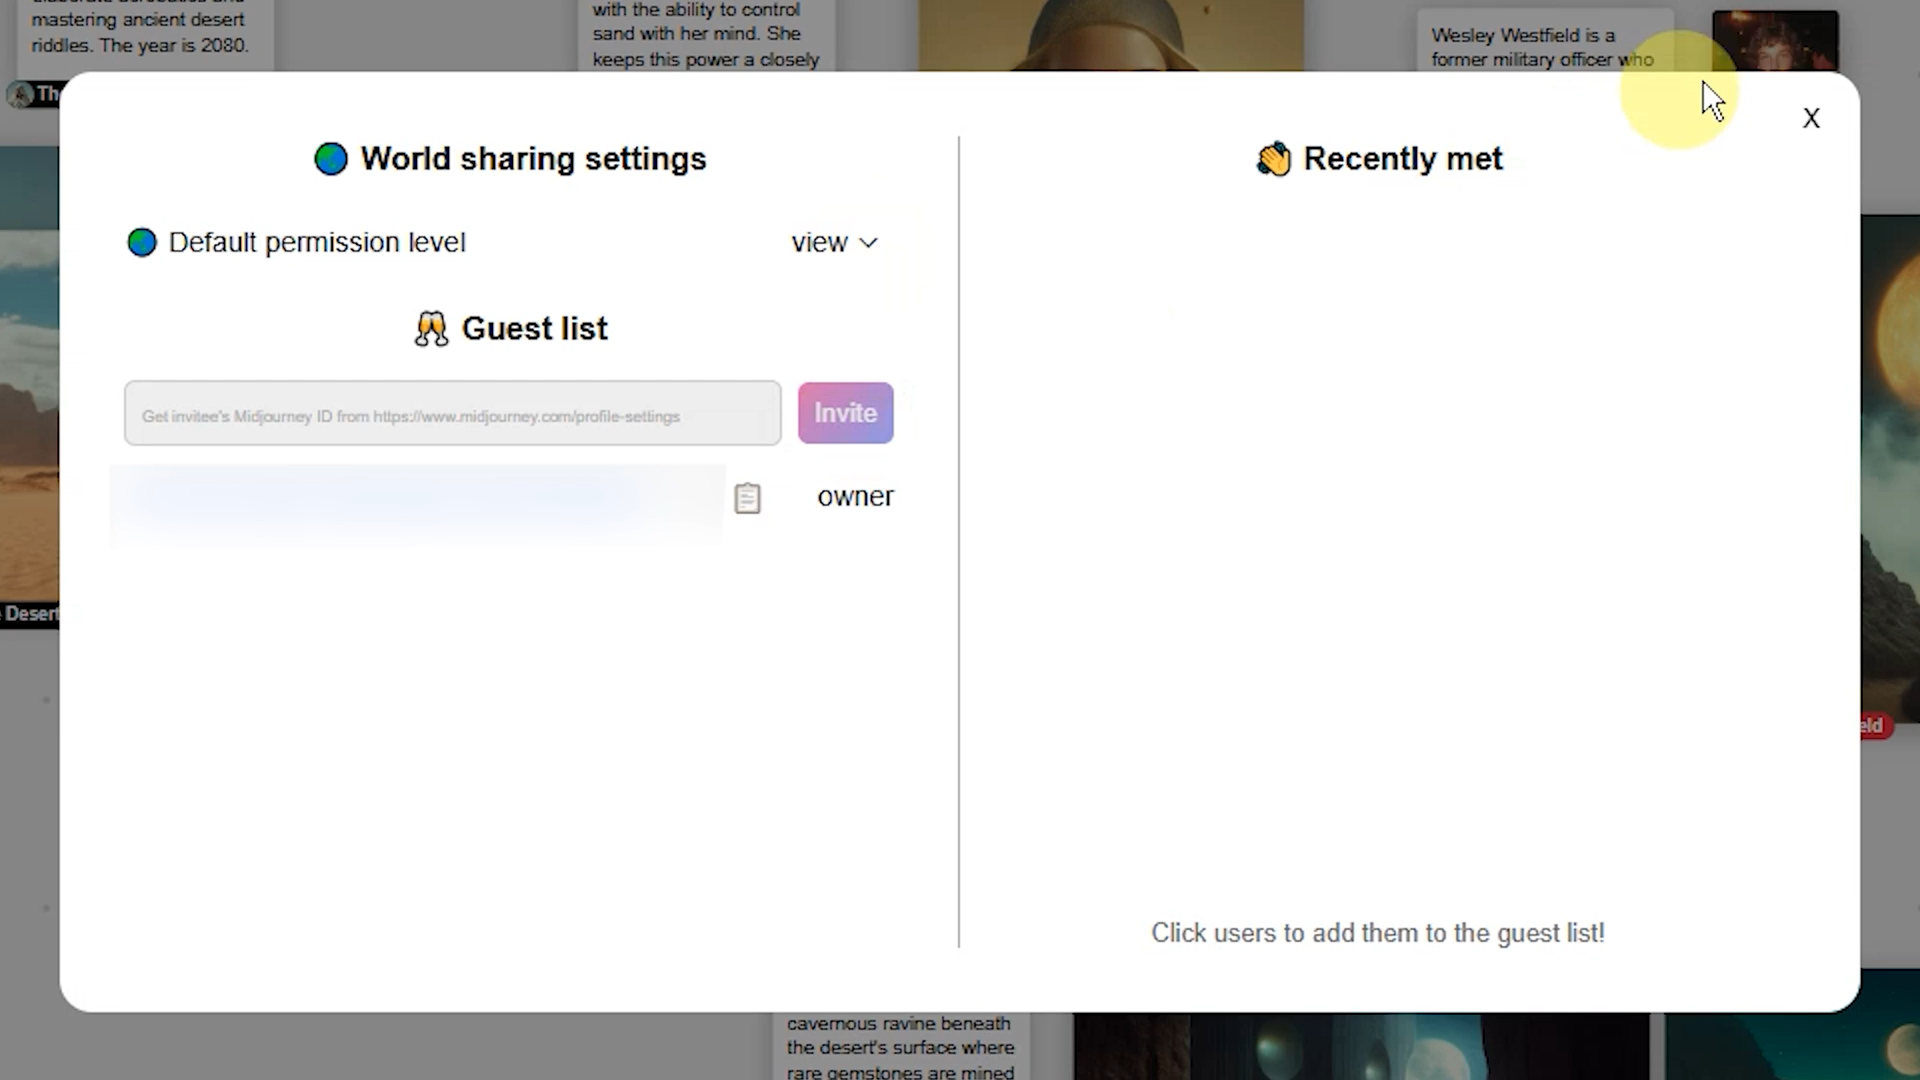 mastering ancient desert
riddles. The year is 2080.
with the ability to control
sand with her mind. She
keeps this power a closely
Wesley Westfield is a
former military officer who
X
World sharing settings
Default permission level
view
Guest list
Get invitee's Midjourney ID from https://www.midjourney.com/profile-settings
Invite
owner
Recently met
Click users to add them to the guest list!
Desert
cavernous ravine beneath
the desert's surface where
rare gemstones are mined